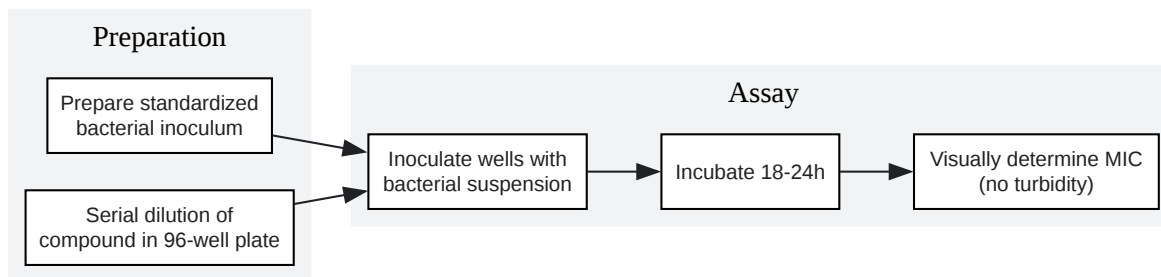 Preparation
Prepare standardized
bacterial inoculum
Serial dilution of
compound in 96-well plate
Assay
Inoculate wells with
bacterial suspension
Incubate 18-24h
Visually determine MIC
(no turbidity)